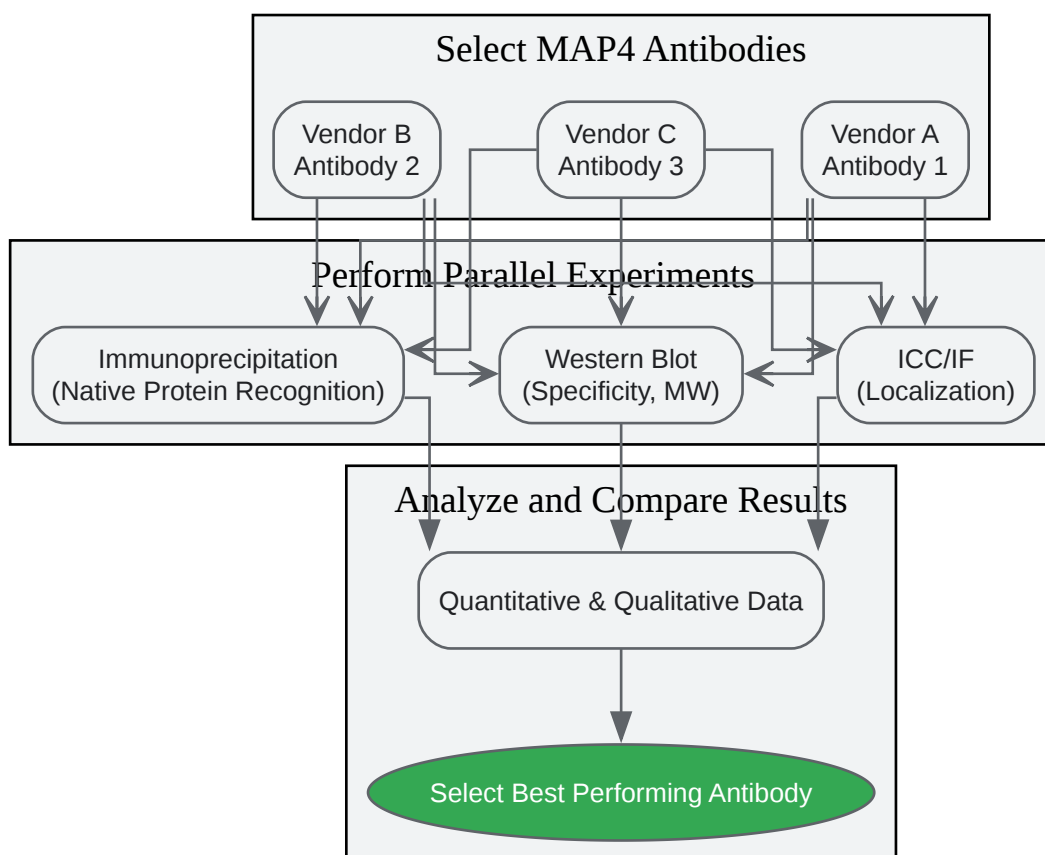 Select MAP4 Antibodies
Vendor B
Antibody 2
Vendor C
Antibody 3
Vendor A
Antibody 1
Perform Parallel Experiments
Immunoprecipitation
(Native Protein Recognition)
Western Blot
(Specificity, MW)
ICC/IF
(Localization)
Analyze and Compare Results
Quantitative & Qualitative Data
Select Best Performing Antibody